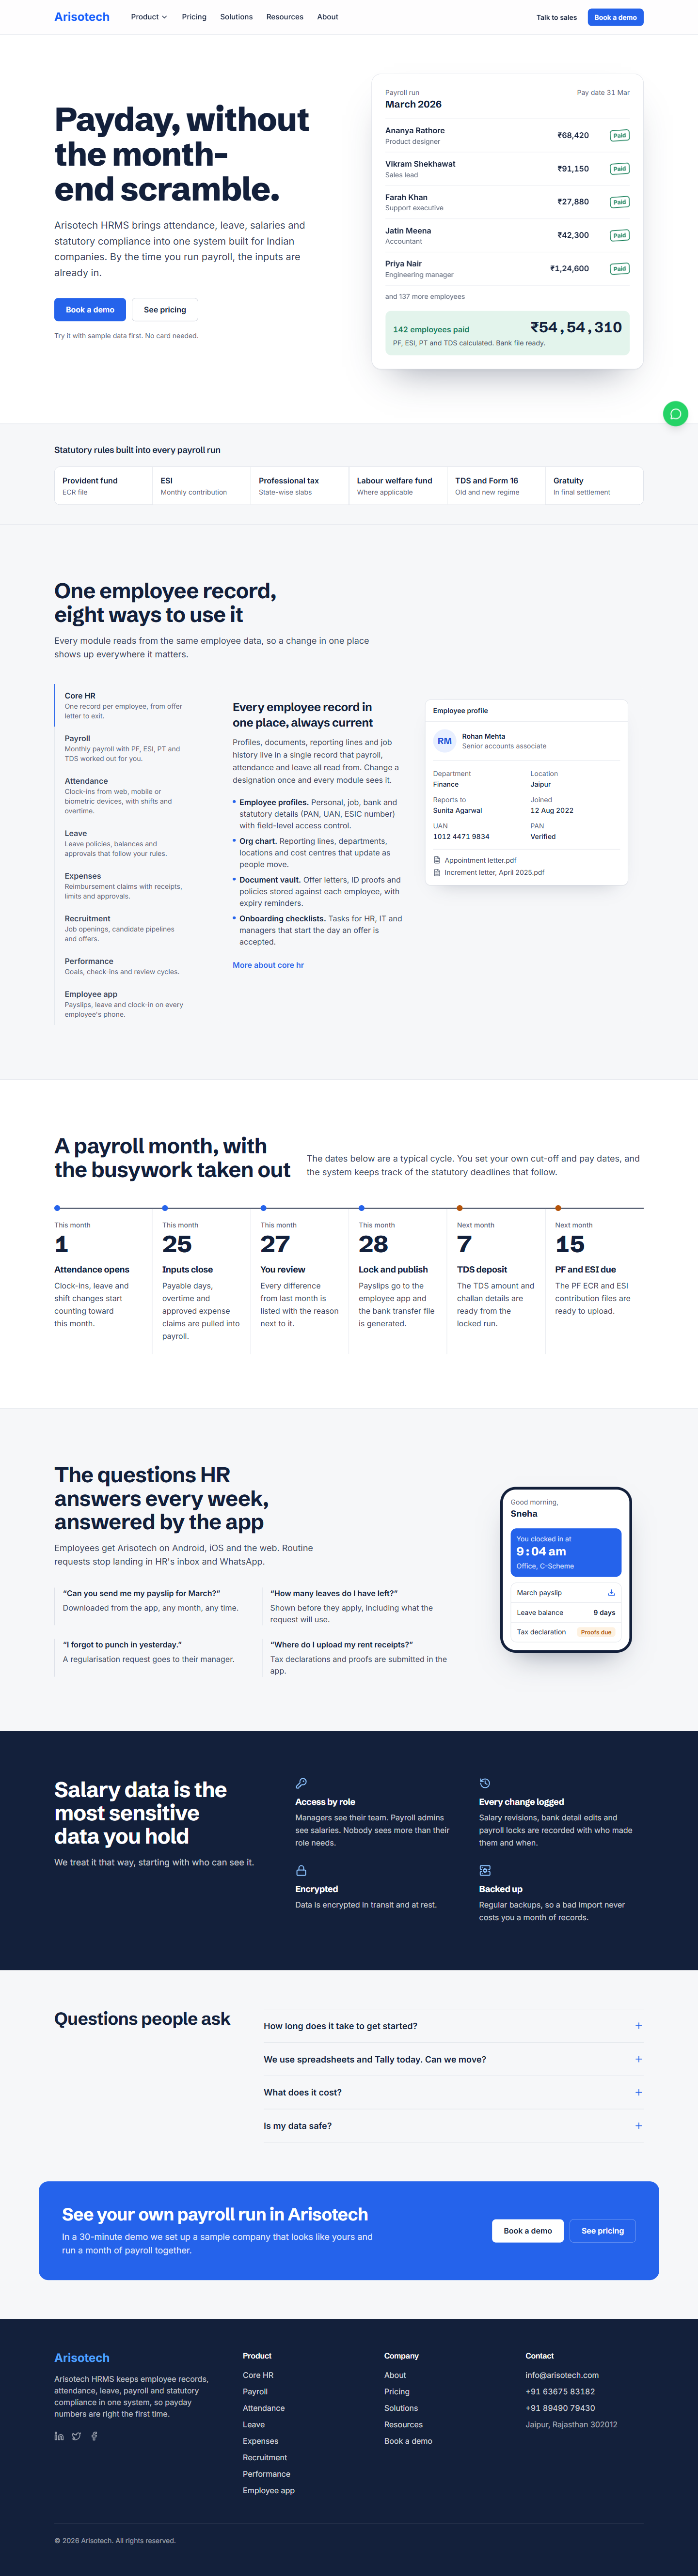 Arisotech
Product
Pricing
Solutions
Resources
About
Talk to sales
Book a demo
Payday, without
the month-
end scramble.
Arisotech HRMS brings attendance, leave, salaries and
statutory compliance into one system built for Indian
companies. By the time you run payroll, the inputs are
already in.
Book a demo
See pricing
Try it with sample data first. No card needed.
Payroll run
March 2026
Pay date 31 Mar
Ananya Rathore
Product designer
₹68,420
Paid
Vikram Shekhawat
Sales lead
₹91,150
Paid
Farah Khan
Support executive
₹27,880
Paid
Jatin Meena
Accountant
₹42,300
Paid
Priya Nair
Engineering manager
₹1,24,600
Paid
and 137 more employees
142 employees paid
₹54,54,310
PF, ESI, PT and TDS calculated. Bank file ready.
Statutory rules built into every payroll run
Provident fund
ECR file
ESI
Monthly contribution
Professional tax
State-wise slabs
Labour welfare fund
Where applicable
TDS and Form 16
Old and new regime
Gratuity
In final settlement
One employee record,
eight ways to use it
Every module reads from the same employee data, so a change in one place
shows up everywhere it matters.
Core HR
One record per employee, from offer
letter to exit.
Payroll
Monthly payroll with PF, ESI, PT and
TDS worked out for you.
Attendance
Clock-ins from web, mobile or
biometric devices, with shifts and
overtime.
Leave
Leave policies, balances and
approvals that follow your rules.
Expenses
Reimbursement claims with receipts,
limits and approvals.
Recruitment
Job openings, candidate pipelines
and offers.
Performance
Goals, check-ins and review cycles.
Employee app
Payslips, leave and clock-in on every
employee's phone.
Every employee record in
one place, always current
Profiles, documents, reporting lines and job
history live in a single record that payroll,
attendance and leave all read from. Change a
designation once and every module sees it.
Employee profiles. Personal, job, bank and
statutory details (PAN, UAN, ESIC number)
with field-level access control.
Org chart. Reporting lines, departments,
locations and cost centres that update as
people move.
Document vault. Offer letters, ID proofs and
policies stored against each employee, with
expiry reminders.
Onboarding checklists. Tasks for HR, IT and
managers that start the day an offer is
accepted.
More about core hr
Employee profile
RM
Rohan Mehta
Senior accounts associate
Department
Finance
Location
Jaipur
Reports to
Sunita Agarwal
Joined
12 Aug 2022
UAN
1012 4471 9834
PAN
Verified
Appointment letter.pdf
Increment letter, April 2025.pdf
A payroll month, with
the busywork taken out
The dates below are a typical cycle. You set your own cut-off and pay dates, and
the system keeps track of the statutory deadlines that follow.
This month
1
Attendance opens
Clock-ins, leave and
shift changes start
counting toward
this month.
This month
25
Inputs close
Payable days,
overtime and
approved expense
claims are pulled into
payroll.
This month
27
You review
Every difference
from last month is
listed with the reason
next to it.
This month
28
Lock and publish
Payslips go to the
employee app and
the bank transfer file
is generated.
Next month
7
TDS deposit
The TDS amount and
challan details are
ready from the
locked run.
Next month
15
PF and ESI due
The PF ECR and ESI
contribution files are
ready to upload.
The questions HR
answers every week,
answered by the app
Employees get Arisotech on Android, iOS and the web. Routine
requests stop landing in HR's inbox and WhatsApp.
“Can you send me my payslip for March?”
Downloaded from the app, any month, any time.
“How many leaves do I have left?”
Shown before they apply, including what the
request will use.
“I forgot to punch in yesterday.”
A regularisation request goes to their manager.
“Where do I upload my rent receipts?”
Tax declarations and proofs are submitted in the
app.
Good morning,
Sneha
You clocked in at
9:04 am
Office, C-Scheme
March payslip
Leave balance
9 days
Tax declaration
Proofs due
Salary data is the
most sensitive
data you hold
We treat it that way, starting with who can see it.
Access by role
Managers see their team. Payroll admins
see salaries. Nobody sees more than their
role needs.
Every change logged
Salary revisions, bank detail edits and
payroll locks are recorded with who made
them and when.
Encrypted
Data is encrypted in transit and at rest.
Backed up
Regular backups, so a bad import never
costs you a month of records.
Questions people ask
How long does it take to get started?
We use spreadsheets and Tally today. Can we move?
What does it cost?
Is my data safe?
See your own payroll run in Arisotech
In a 30-minute demo we set up a sample company that looks like yours and
run a month of payroll together.
Book a demo
See pricing
Arisotech
Arisotech HRMS keeps employee records,
attendance, leave, payroll and statutory
compliance in one system, so payday
numbers are right the first time.
Product
Core HR
Payroll
Attendance
Leave
Expenses
Recruitment
Performance
Employee app
Company
About
Pricing
Solutions
Resources
Book a demo
Contact
info@arisotech.com
+91 63675 83182
+91 89490 79430
Jaipur, Rajasthan 302012
© 2026 Arisotech. All rights reserved.